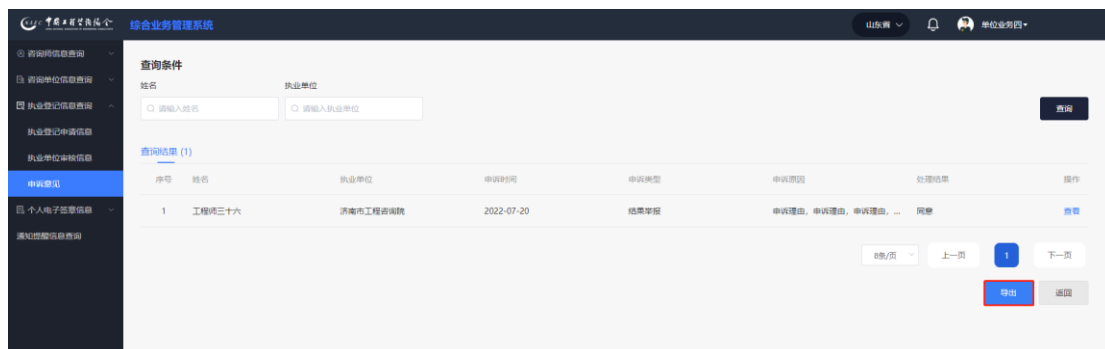 中国工程咨询协会
综合业务管理系统
山东省
单位业务四
咨询师信息查询
咨询单位信息查询
执业登记信息查询
执业登记申请信息
执业单位审核信息
申诉意见
个人电子签章信息
通知提醒信息查询
查询条件
姓名 执业单位
请输入姓名 请输入执业单位 查询
查询结果 (1)
序号 姓名 执业单位 申诉时间 申诉类型 申诉原因 处理结果 操作
1 工程师三十六 济南市工程咨询院 2022-07-20 结果举报 申诉理由，申诉理由，申诉理由，... 同意 查看
8条/页 上一页 1 下一页
导出 返回